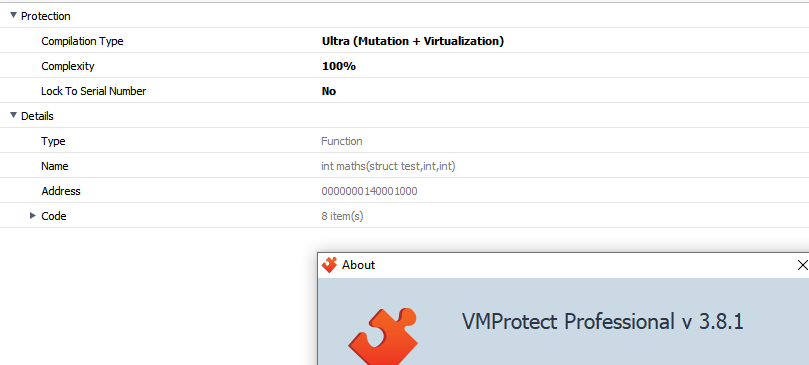 Protection
Compilation Type Ultra (Mutation + Virtualization)
Complexity 100%
Lock To Serial Number No
Details
Type Function
Name int maths(struct test,int,int)
Address 0000000140001000
Code 8 item(s)
About
VMProtect Professional v 3.8.1